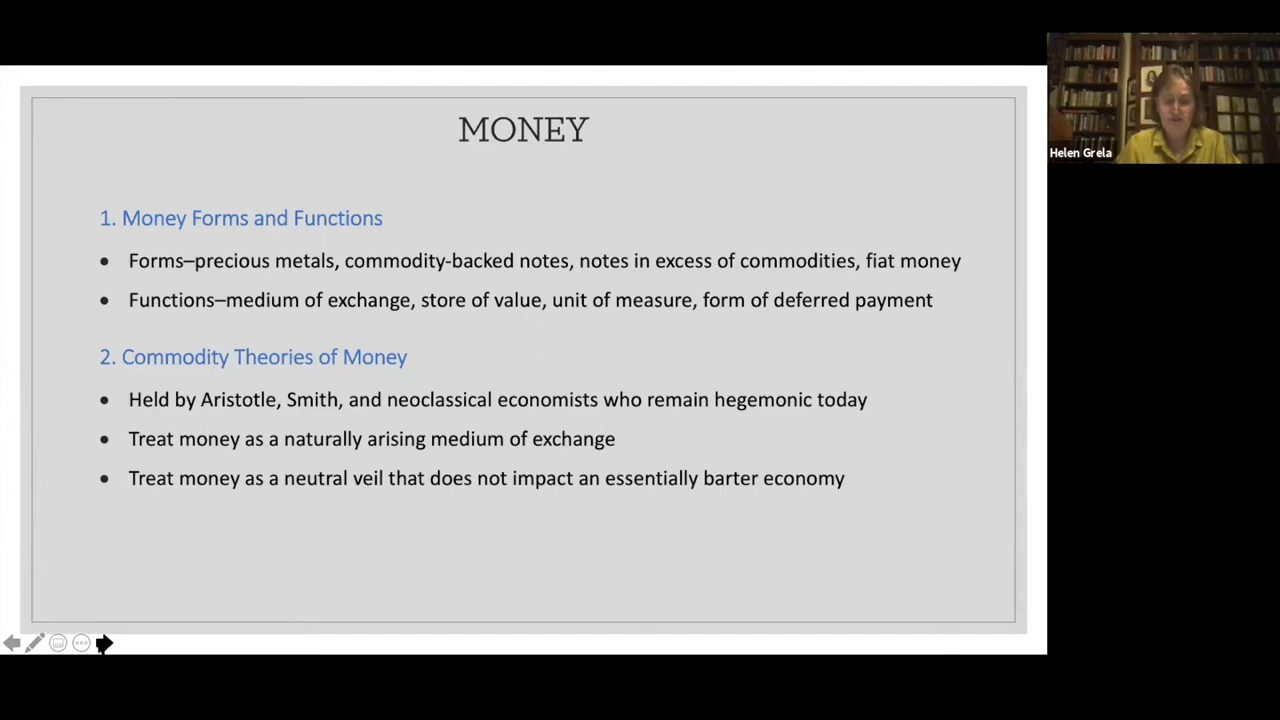 MONEY
1. Money Forms and Functions
• Forms–precious metals, commodity-backed notes, notes in excess of commodities, fiat money
• Functions–medium of exchange, store of value, unit of measure, form of deferred payment
2. Commodity Theories of Money
• Held by Aristotle, Smith, and neoclassical economists who remain hegemonic today
• Treat money as a naturally arising medium of exchange
• Treat money as a neutral veil that does not impact an essentially barter economy
Helen Grela